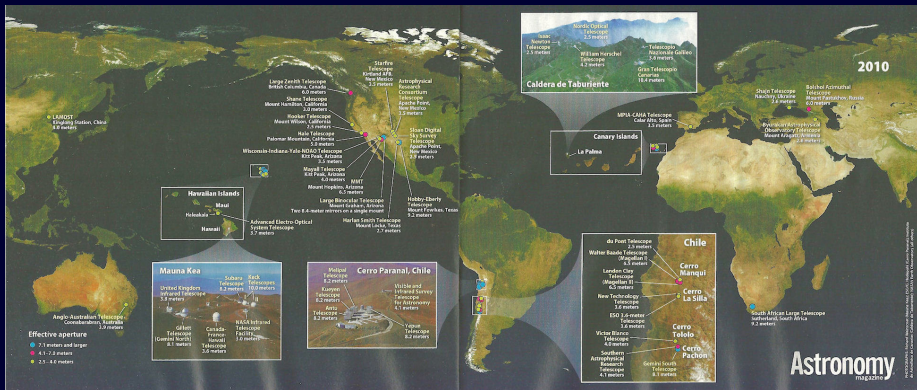 2010
Nordic Optical
Telescope
2.5 meters
Isaac
Newton
Telescope
2.5 meters
William Herschel
Telescope
4.2 meters
Telescopio
Nazionale Galileo
3.6 meters
Gran Telescopio
Canarias
10.4 meters
Caldera de Taburiente
Starfire
Telescope
Kirtland AFB,
New Mexico
3.5 meters
Astrophysical
Research
Consortium
Telescope
Apache Point,
New Mexico
3.5 meters
Large Zenith Telescope
British Columbia, Canada
6.0 meters
Shane Telescope
Mount Hamilton, California
3.0 meters
Hooker Telescope
Mount Wilson, California
2.5 meters
Hale Telescope
Palomar Mountain, California
5.0 meters
Wisconsin-Indiana-Yale-NOAO Telescope
Kitt Peak, Arizona
3.5 meters
Mayall Telescope
Kitt Peak, Arizona
4.0 meters
MMT
Mount Hopkins, Arizona
6.5 meters
Large Binocular Telescope
Mount Graham, Arizona
Two 8.4-meter mirrors on a single mount
Harlan Smith Telescope
Mount Locke, Texas
2.7 meters
Sloan Digital
Sky Survey
Telescope
Apache Point,
New Mexico
2.5 meters
Hobby-Eberly
Telescope
Mount Fowlkes, Texas
9.2 meters
LAMOST
Xinglong Station, China
4.0 meters
Shajn Telescope
Nauchny, Ukraine
2.6 meters
Bolshoi Azimuthal
Telescope
Mount Pastukhov, Russia
6.0 meters
Byurakan Astrophysical
Observatory Telescope
Mount Aragatz, Armenia
2.6 meters
MPIA-CAHA Telescope
Calar Alto, Spain
3.5 meters
Canary Islands
La Palma
Hawaiian Islands
Maui
Haleakala
Hawaii
Advanced Electro-Optical
System Telescope
3.7 meters
Mauna Kea
United Kingdom
Infrared Telescope
3.8 meters
Subaru
Telescope
8.2 meters
Keck
Telescopes
10.0 meters
Gillett
Telescope
(Gemini North)
8.1 meters
Canada-
France-
Hawaii
Telescope
3.6 meters
NASA Infrared
Telescope
Facility
3.0 meters
Cerro Paranal, Chile
Melipal
Telescope
8.2 meters
Kueyen
Telescope
8.2 meters
Antu
Telescope
8.2 meters
Visible and
Infrared Survey
Telescope
for Astronomy
4.1 meters
Yepun
Telescope
8.2 meters
Chile
du Pont Telescope
2.5 meters
Walter Baade Telescope
(Magellan I)
6.5 meters
Landon Clay
Telescope
(Magellan II)
6.5 meters
New Technology
Telescope
3.6 meters
ESO 3.6-meter
Telescope
3.6 meters
Victor Blanco
Telescope
4.0 meters
Southern
Astrophysical
Research
Telescope
4.1 meters
Gemini South
Telescope
8.1 meters
Cerro
Manqui
Cerro
La Silla
Cerro
Tololo
Cerro
Pachon
South African Large Telescope
Sutherland, South Africa
9.2 meters
Anglo-Australian Telescope
Coonabarabran, Australia
3.9 meters
Effective aperture
7.1 meters and larger
4.1 - 7.0 meters
2.5 - 4.0 meters
Astronomy
magazine